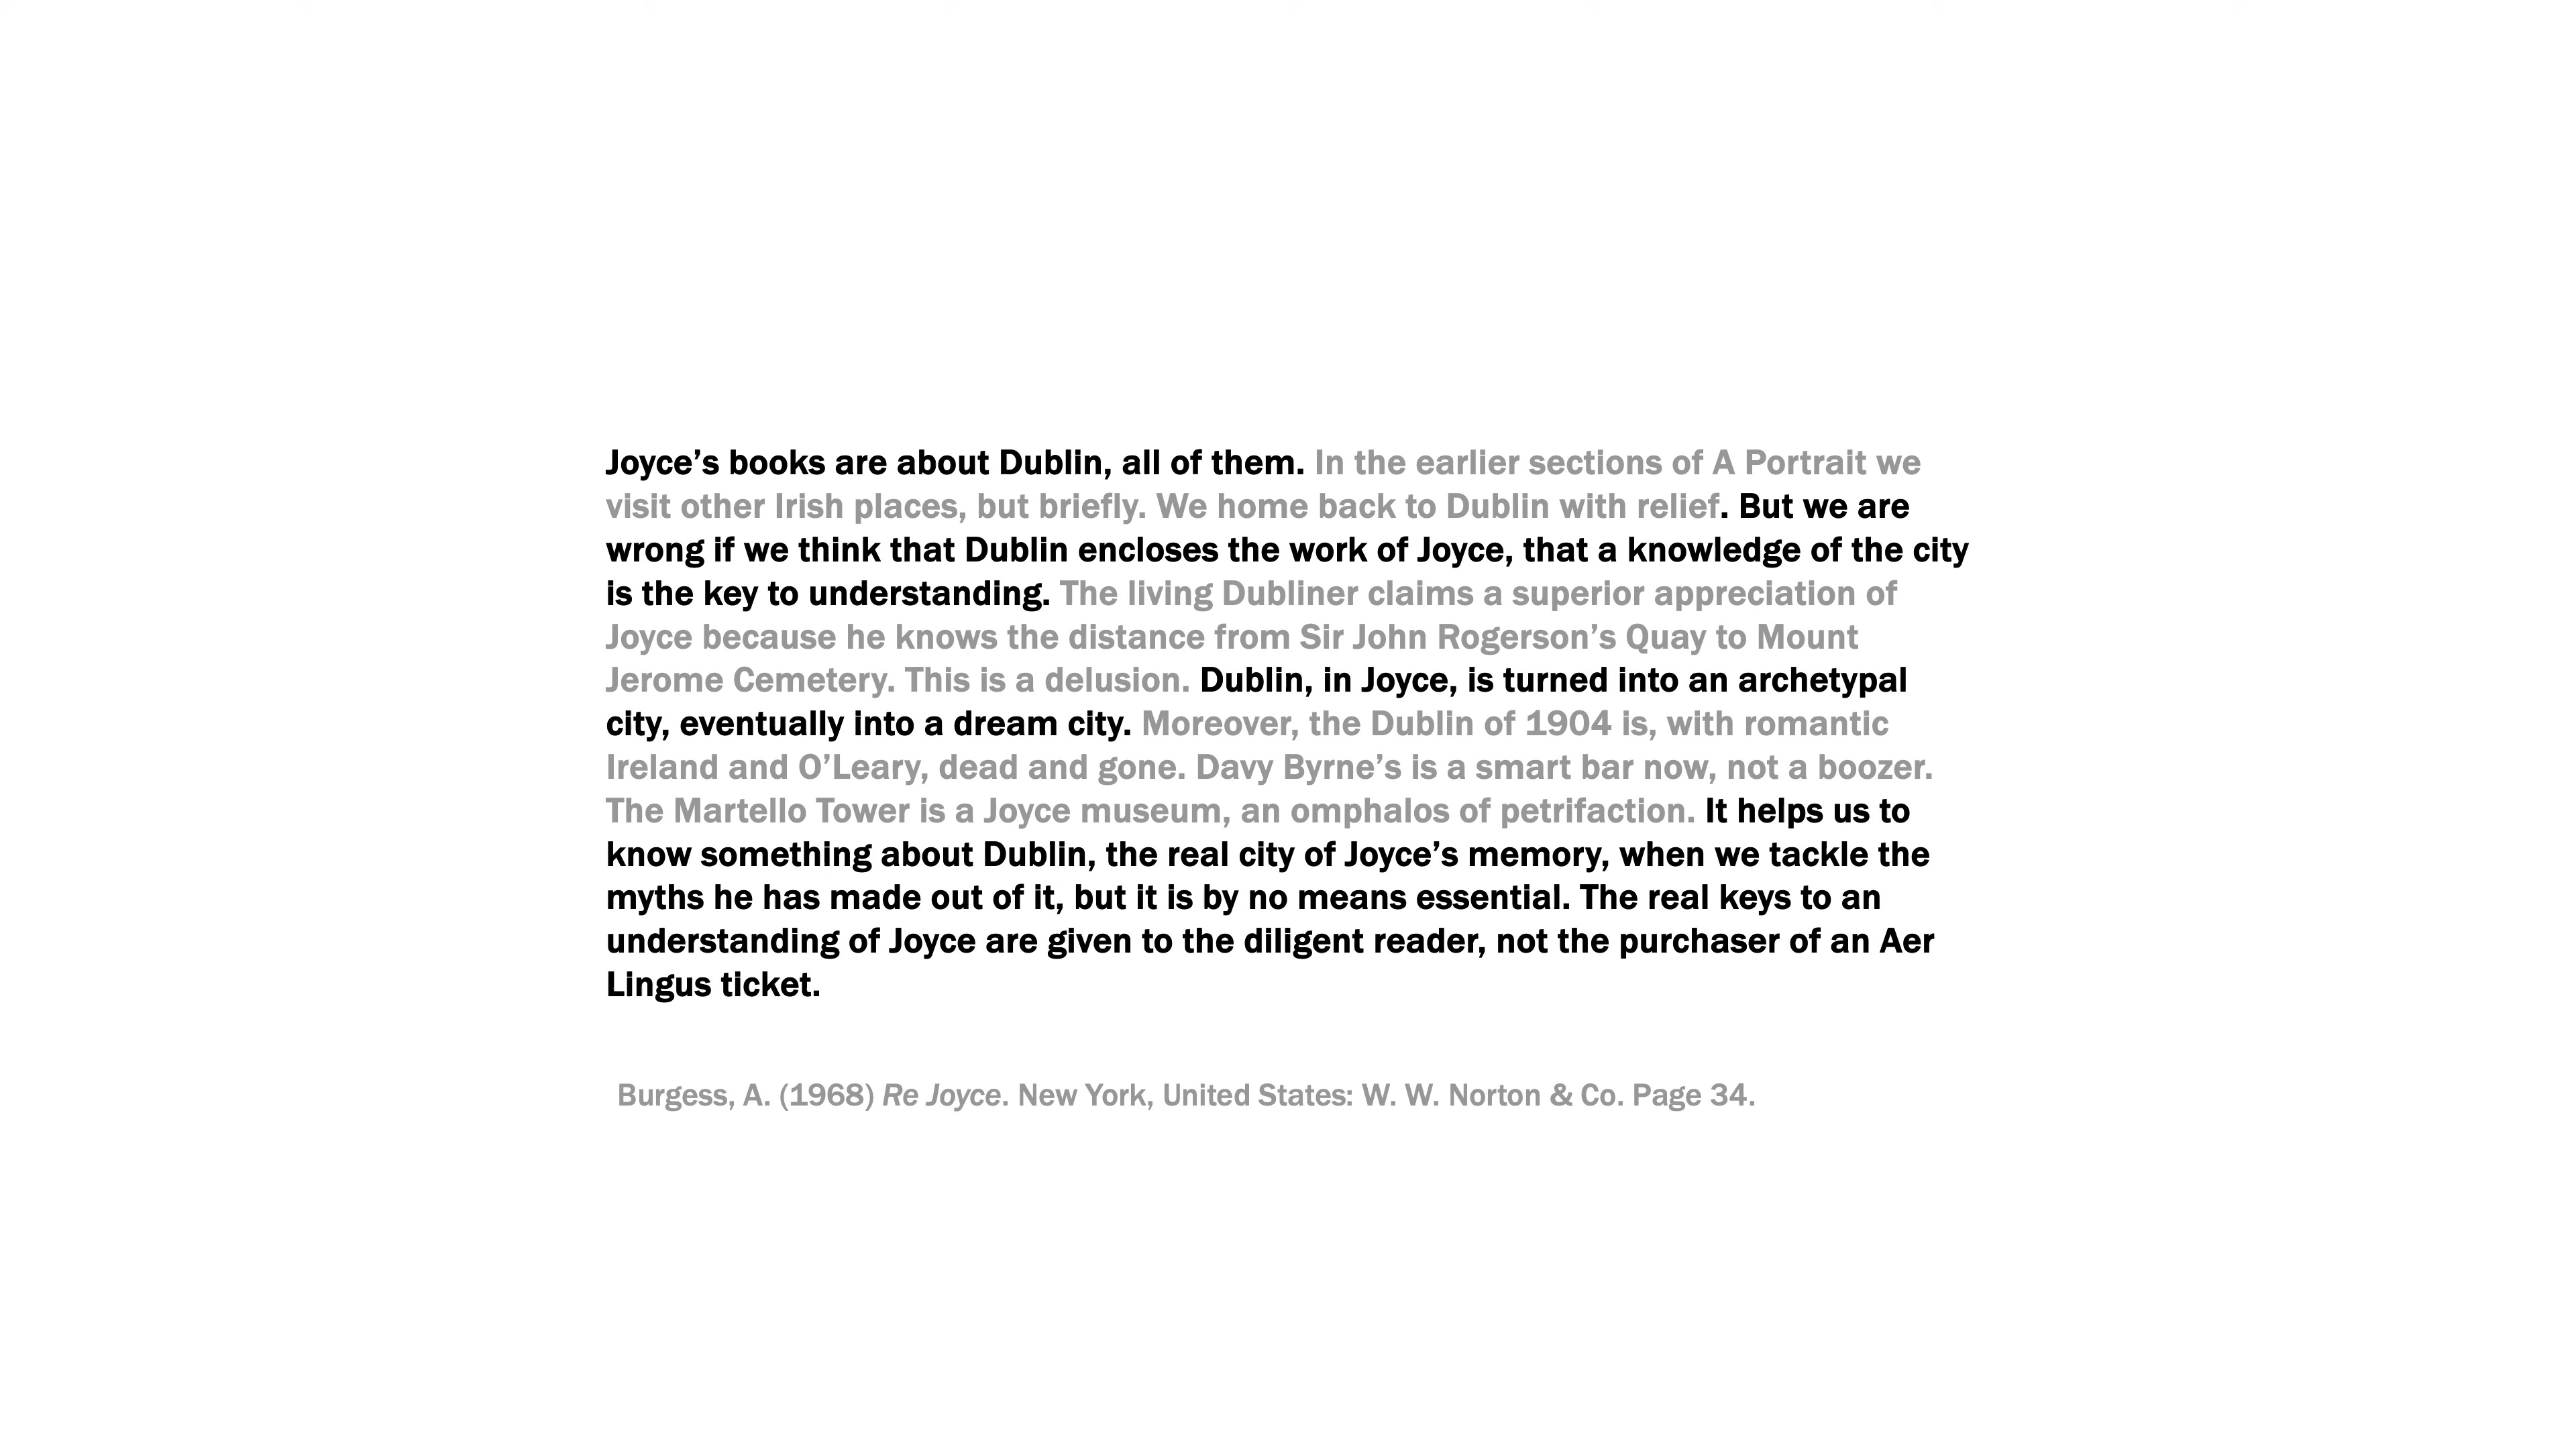 Joyce’s books are about Dublin, all of them. In the earlier sections of A Portrait we
visit other Irish places, but briefly. We home back to Dublin with relief. But we are
wrong if we think that Dublin encloses the work of Joyce, that a knowledge of the city
is the key to understanding. The living Dubliner claims a superior appreciation of
Joyce because he knows the distance from Sir John Rogerson’s Quay to Mount
Jerome Cemetery. This is a delusion. Dublin, in Joyce, is turned into an archetypal
city, eventually into a dream city. Moreover, the Dublin of 1904 is, with romantic
Ireland and O’Leary, dead and gone. Davy Byrne’s is a smart bar now, not a boozer.
The Martello Tower is a Joyce museum, an omphalos of petrifaction. It helps us to
know something about Dublin, the real city of Joyce’s memory, when we tackle the
myths he has made out of it, but it is by no means essential. The real keys to an
understanding of Joyce are given to the diligent reader, not the purchaser of an Aer
Lingus ticket.
Burgess, A. (1968) Re Joyce. New York, United States: W. W. Norton & Co. Page 34.